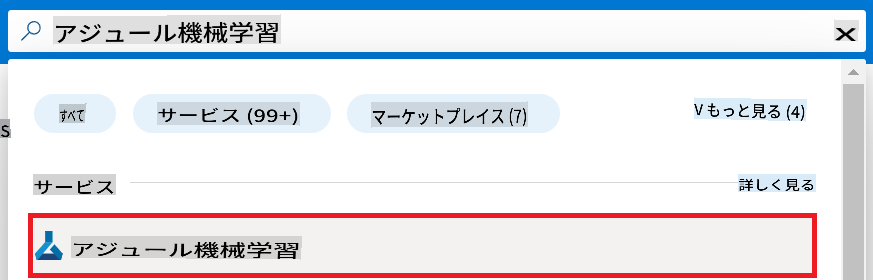 アジュール機械学習
X
すべて
サービス (99+)
マーケットプレイス (7)
V もっと見る (4)
S
サービス
詳しく見る
アジュール機械学習